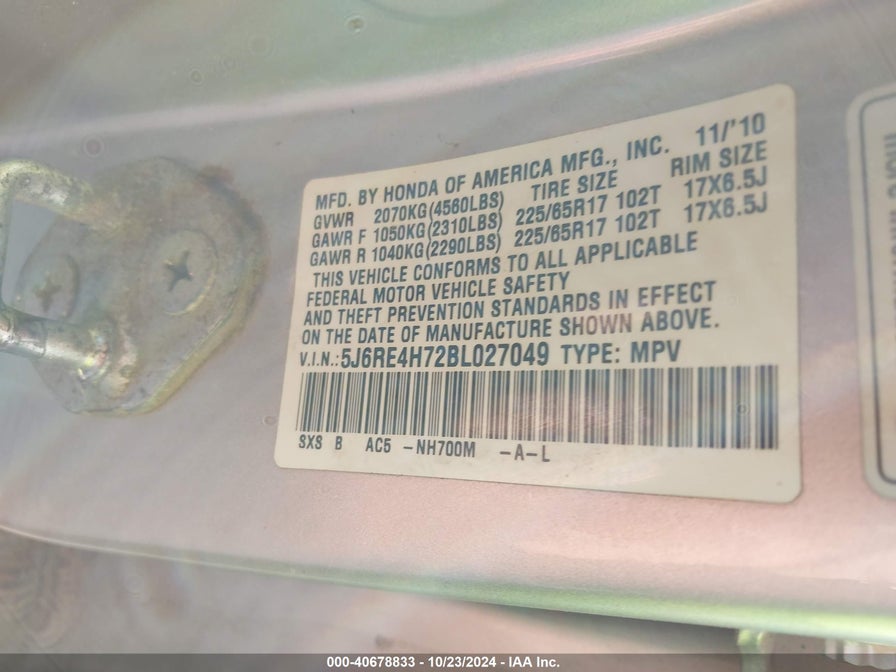 MFD. BY HONDA OF AMERICA MFG., INC. 11/'10
GVWR 2070KG(4560LBS) TIRE SIZE RIM SIZE
GAWR F 1050KG(2310LBS) 225/65R17 102T 17X6.5J
GAWR R 1040KG(2290LBS) 225/65R17 102T 17X6.5J
THIS VEHICLE CONFORMS TO ALL APPLICABLE
FEDERAL MOTOR VEHICLE SAFETY
AND THEFT PREVENTION STANDARDS IN EFFECT
ON THE DATE OF MANUFACTURE SHOWN ABOVE.
V.I.N.:5J6RE4H72BL027049 TYPE: MPV
SXS B AC5 -NH700M -A-L
000-40678833 - 10/23/2024 - IAA Inc.